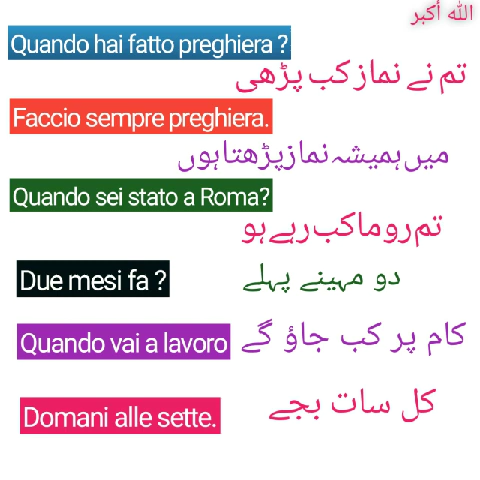 الله أكبر
Quando hai fatto preghiera ?
تم نے نماز کب پڑھی
Faccio sempre preghiera.
میں ہمیشہ نماز پڑھتا ہوں
Quando sei stato a Roma?
تم روما کب رہے ہو
Due mesi fa ?
دو مہینے پہلے
Quando vai a lavoro
کام پر کب جاؤ گے
Domani alle sette.
کل سات بجے